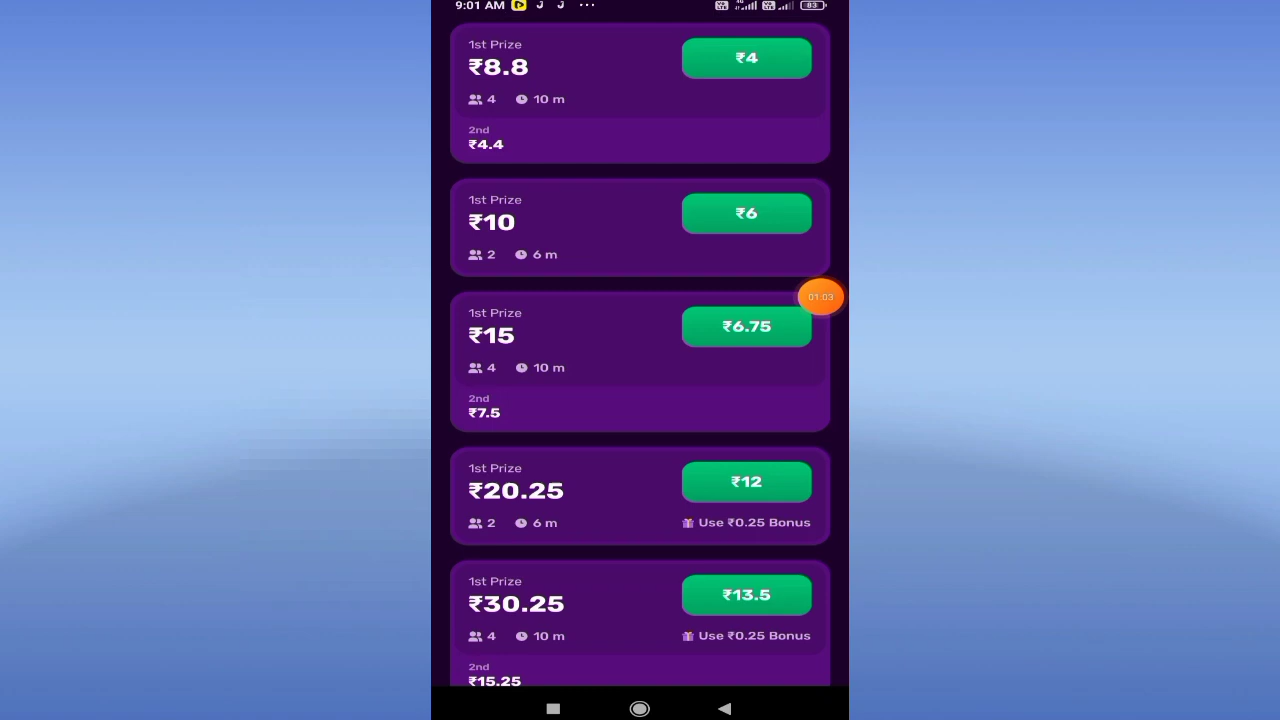 9:01 AM
83
1st Prize
₹8.8
₹4
4
10 m
2nd
₹4.4
1st Prize
₹10
₹6
2
6 m
01:03
1st Prize
₹15
₹6.75
4
10 m
2nd
₹7.5
1st Prize
₹20.25
₹12
2
6 m
Use ₹0.25 Bonus
1st Prize
₹30.25
₹13.5
4
10 m
Use ₹0.25 Bonus
2nd
₹15.25